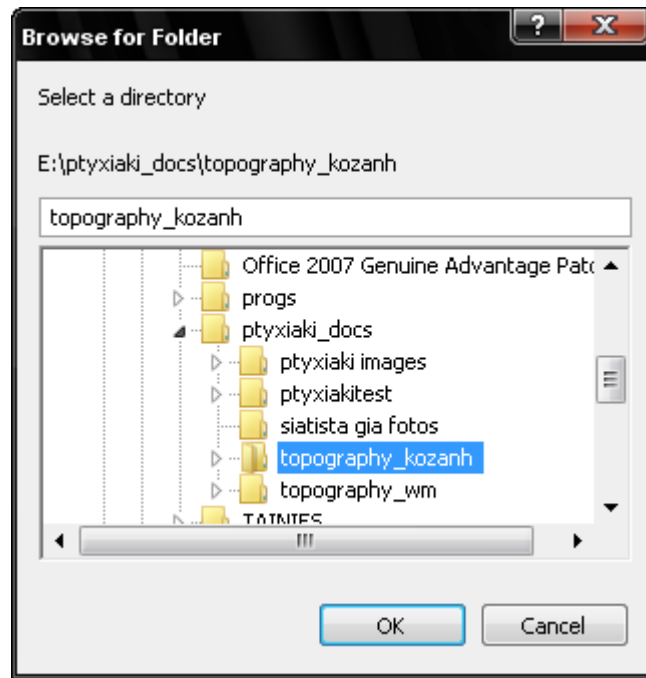 Browse for Folder
?
Select a directory
E:\ptyxiaki_docs\topography_kozanh
topography_kozanh
Office 2007 Genuine Advantage Patc
progs
ptyxiaki_docs
ptyxiaki images
ptyxiakitest
siatista gia fotos
topography_kozanh
topography_wm
TAINIES
OK Cancel